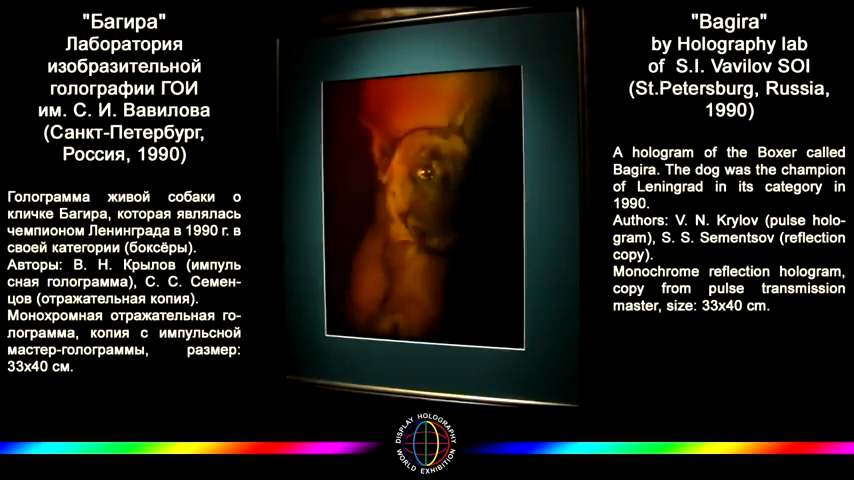 "Багира"
Лаборатория
изобразительной
голографии ГОИ
им. С. И. Вавилова
(Санкт-Петербург,
Россия, 1990)
Голограмма живой собаки о
кличке Багира, которая являлась
чемпионом Ленинграда в 1990 г. в
своей категории (боксёры).
Авторы: В. Н. Крылов (импуль
сная голограмма), С. С. Семен-
цов (отражательная копия).
Монохромная отражательная го-
лограмма, копия с импульсной
мастер-голограммы, размер:
33х40 см.
"Bagira"
by Holography lab
of S.I. Vavilov SOI
(St.Petersburg, Russia,
1990)
A hologram of the Boxer called
Bagira. The dog was the champion
of Leningrad in its category in
1990.
Authors: V. N. Krylov (pulse holo-
gram), S. S. Sementsov (reflection
copy).
Monochrome reflection hologram,
copy from pulse transmission
master, size: 33x40 cm.
DISPLAY HOLOGRAPHY
WORLD EXHIBITION